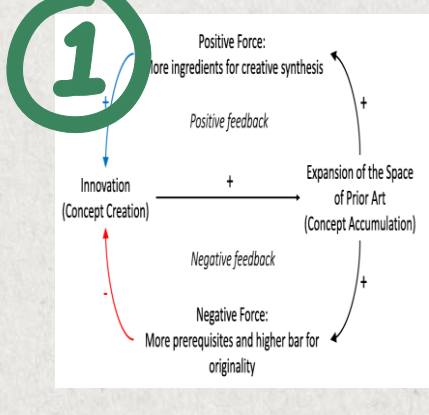 1
Positive Force:
More ingredients for creative synthesis
+
+
Positive feedback
Innovation
(Concept Creation)
+
Expansion of the Space
of Prior Art
(Concept Accumulation)
Negative feedback
+
-
Negative Force:
More prerequisites and higher bar for
originality